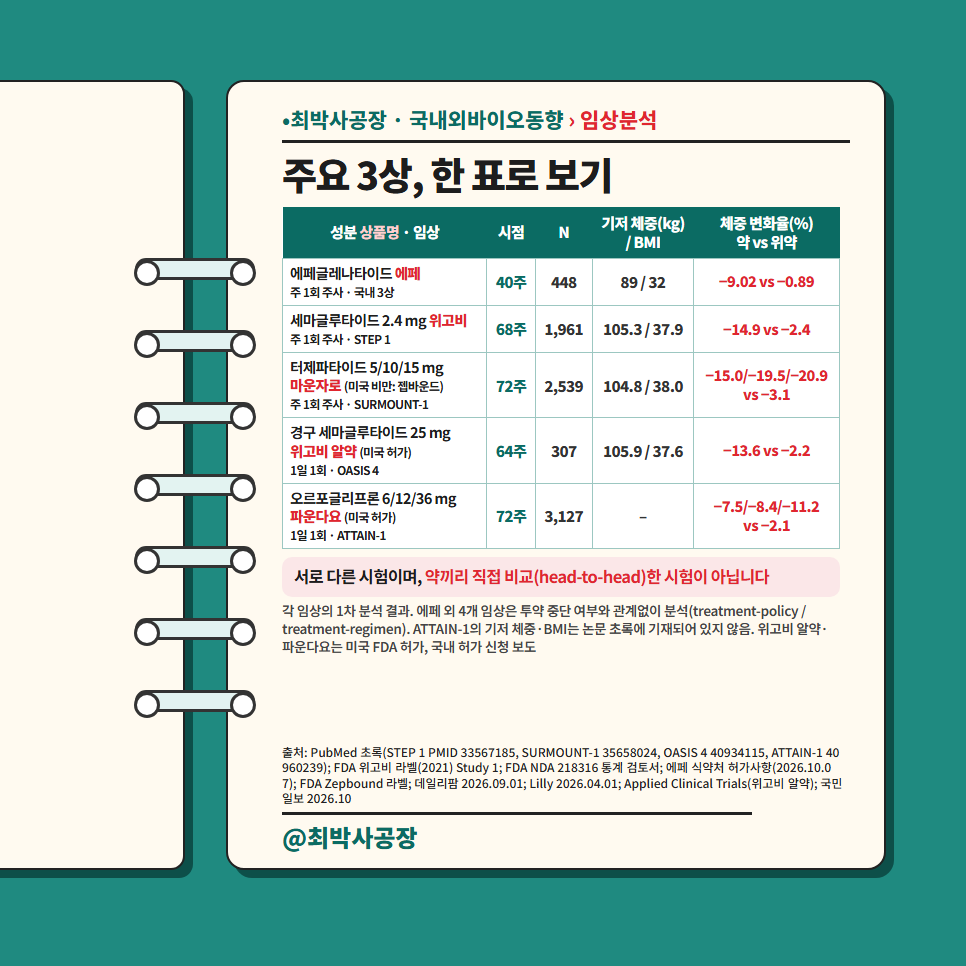 •최박사공장 · 국내외바이오동향 › 임상분석
주요 3상, 한 표로 보기
성분 상품명 · 임상 시점 N 기저 체중(kg) / BMI 체중 변화율(%) 약 vs 위약
에페글레나타이드 에페
주 1회 주사 · 국내 3상
40주 448 89 / 32 −9.02 vs −0.89
세마글루타이드 2.4 mg 위고비
주 1회 주사 · STEP 1
68주 1,961 105.3 / 37.9 −14.9 vs −2.4
터제파타이드 5/10/15 mg
마운자로 (미국 비만: 젭바운드)
주 1회 주사 · SURMOUNT-1
72주 2,539 104.8 / 38.0 −15.0/−19.5/−20.9
vs −3.1
경구 세마글루타이드 25 mg
위고비 알약 (미국 허가)
1일 1회 · OASIS 4
64주 307 105.9 / 37.6 −13.6 vs −2.2
오르포글리프론 6/12/36 mg
파운다요 (미국 허가)
1일 1회 · ATTAIN-1
72주 3,127 – −7.5/−8.4/−11.2
vs −2.1
서로 다른 시험이며, 약끼리 직접 비교(head-to-head)한 시험이 아닙니다
각 임상의 1차 분석 결과. 에페 외 4개 임상은 투약 중단 여부와 관계없이 분석(treatment-policy /
treatment-regimen). ATTAIN-1의 기저 체중·BMI는 논문 초록에 기재되어 있지 않음. 위고비 알약·
파운다요는 미국 FDA 허가, 국내 허가 신청 보도
출처: PubMed 초록(STEP 1 PMID 33567185, SURMOUNT-1 35658024, OASIS 4 40934115, ATTAIN-1 40
960239); FDA 위고비 라벨(2021) Study 1; FDA NDA 218316 통계 검토서; 에페 식약처 허가사항(2026.10.0
7); FDA Zepbound 라벨; 데일리팜 2026.09.01; Lilly 2026.04.01; Applied Clinical Trials(위고비 알약); 국민
일보 2026.10
@최박사공장